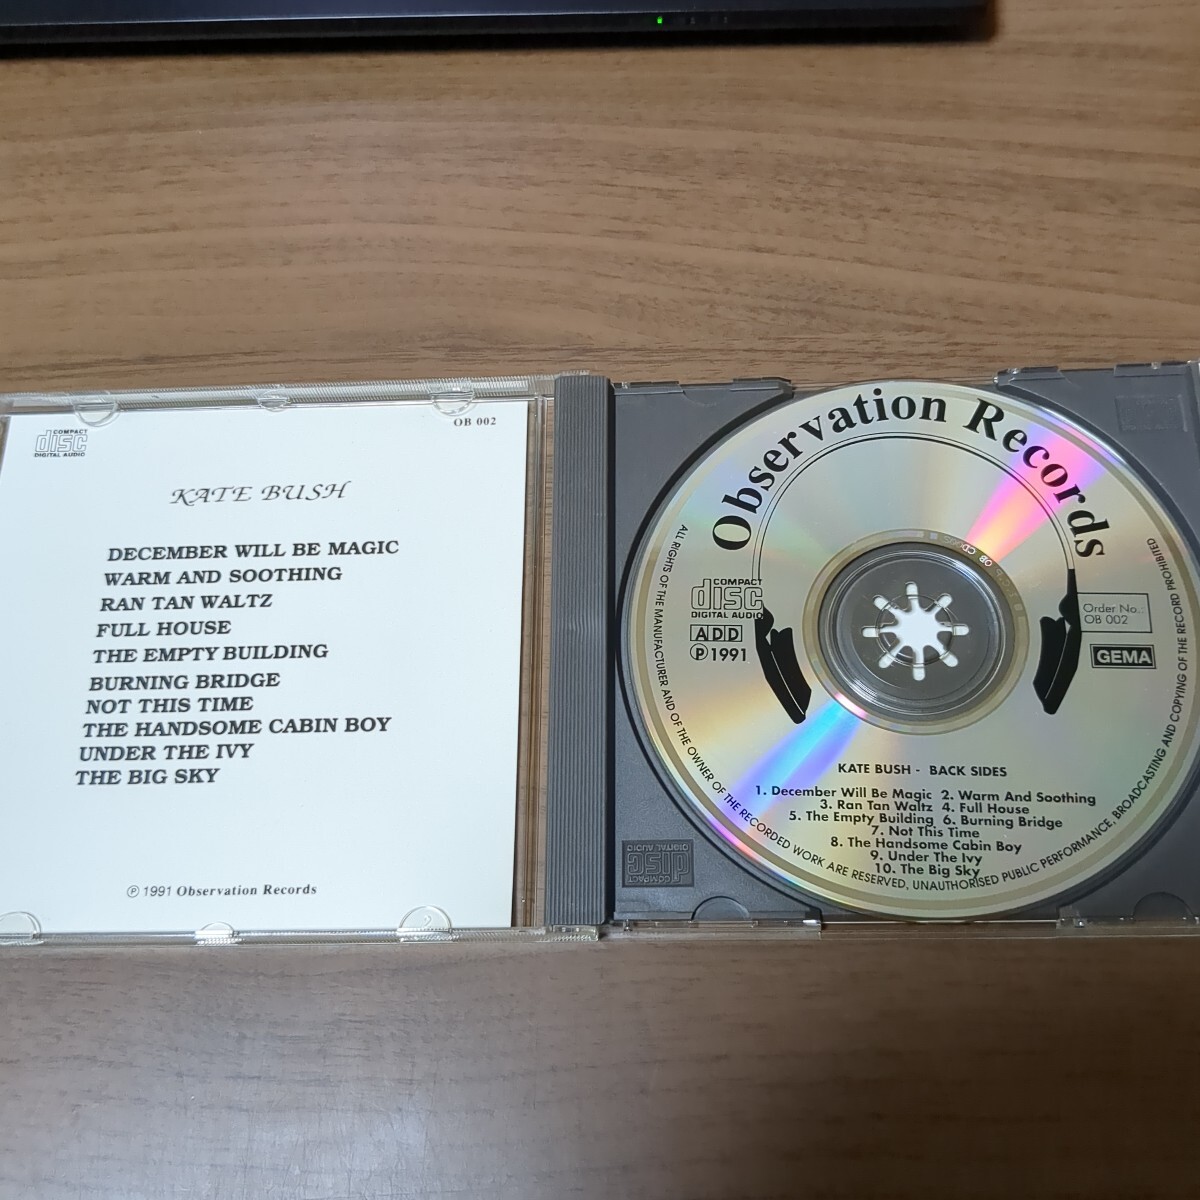 COMPACT
disc
DIGITAL AUDIO
OB 002
KATE BUSH
DECEMBER WILL BE MAGIC
WARM AND SOOTHING
RAN TAN WALTZ
FULL HOUSE
THE EMPTY BUILDING
BURNING BRIDGE
NOT THIS TIME
THE HANDSOME CABIN BOY
UNDER THE IVY
THE BIG SKY
℗ 1991 Observation Records
Observation Records
ALL RIGHTS OF THE MANUFACTURER AND OF THE OWNER OF THE RECORDED WORK ARE RESERVED, UNAUTHORISED PUBLIC PERFORMANCE, BROADCASTING AND COPYING OF THE RECORD PROHIBITED
COMPACT
disc
DIGITAL AUDIO
ADD
℗ 1991
Order No.:
OB 002
GEMA
KATE BUSH - BACK SIDES
1. December Will Be Magic 2. Warm And Soothing
3. Ran Tan Waltz 4. Full House
5. The Empty Building 6. Burning Bridge
7. Not This Time
8. The Handsome Cabin Boy
9. Under The Ivy
10. The Big Sky
COMPACT
disc
DIGITAL AUDIO